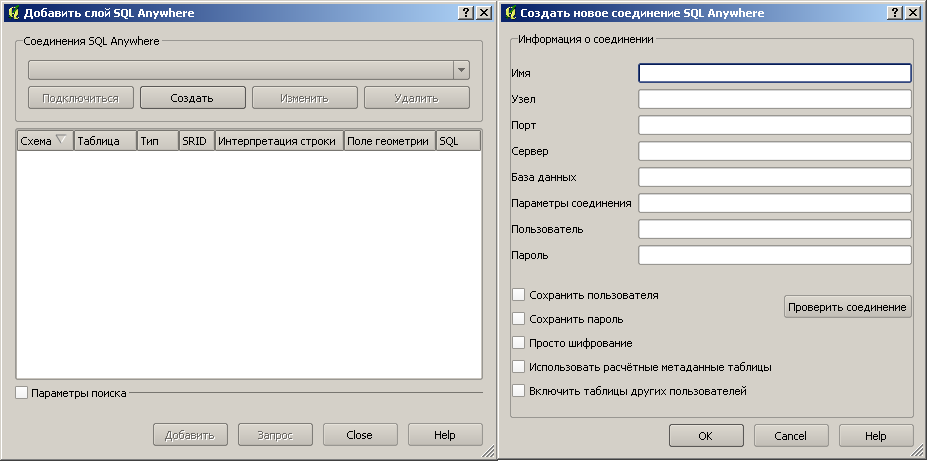 Добавить слой SQL Anywhere
Соединения SQL Anywhere
Подключиться Создать Изменить Удалить
Схема Таблица Тип SRID Интерпретация строки Поле геометрии SQL
Параметры поиска
Добавить Запрос Close Help
Создать новое соединение SQL Anywhere
Информация о соединении
Имя
Узел
Порт
Сервер
База данных
Параметры соединения
Пользователь
Пароль
Сохранить пользователя
Проверить соединение
Сохранить пароль
Просто шифрование
Использовать расчётные метаданные таблицы
Включить таблицы других пользователей
OK Cancel Help